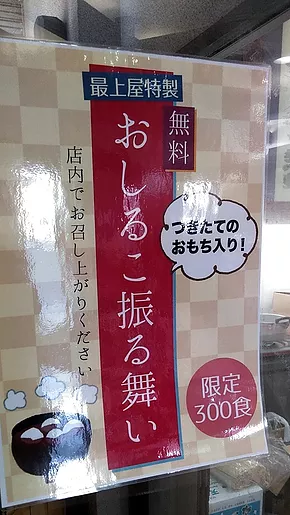 最上屋特製
無料
おしるこ振る舞い
つきたての
おもち入り!
店内でお召し上がりください
限定
300食